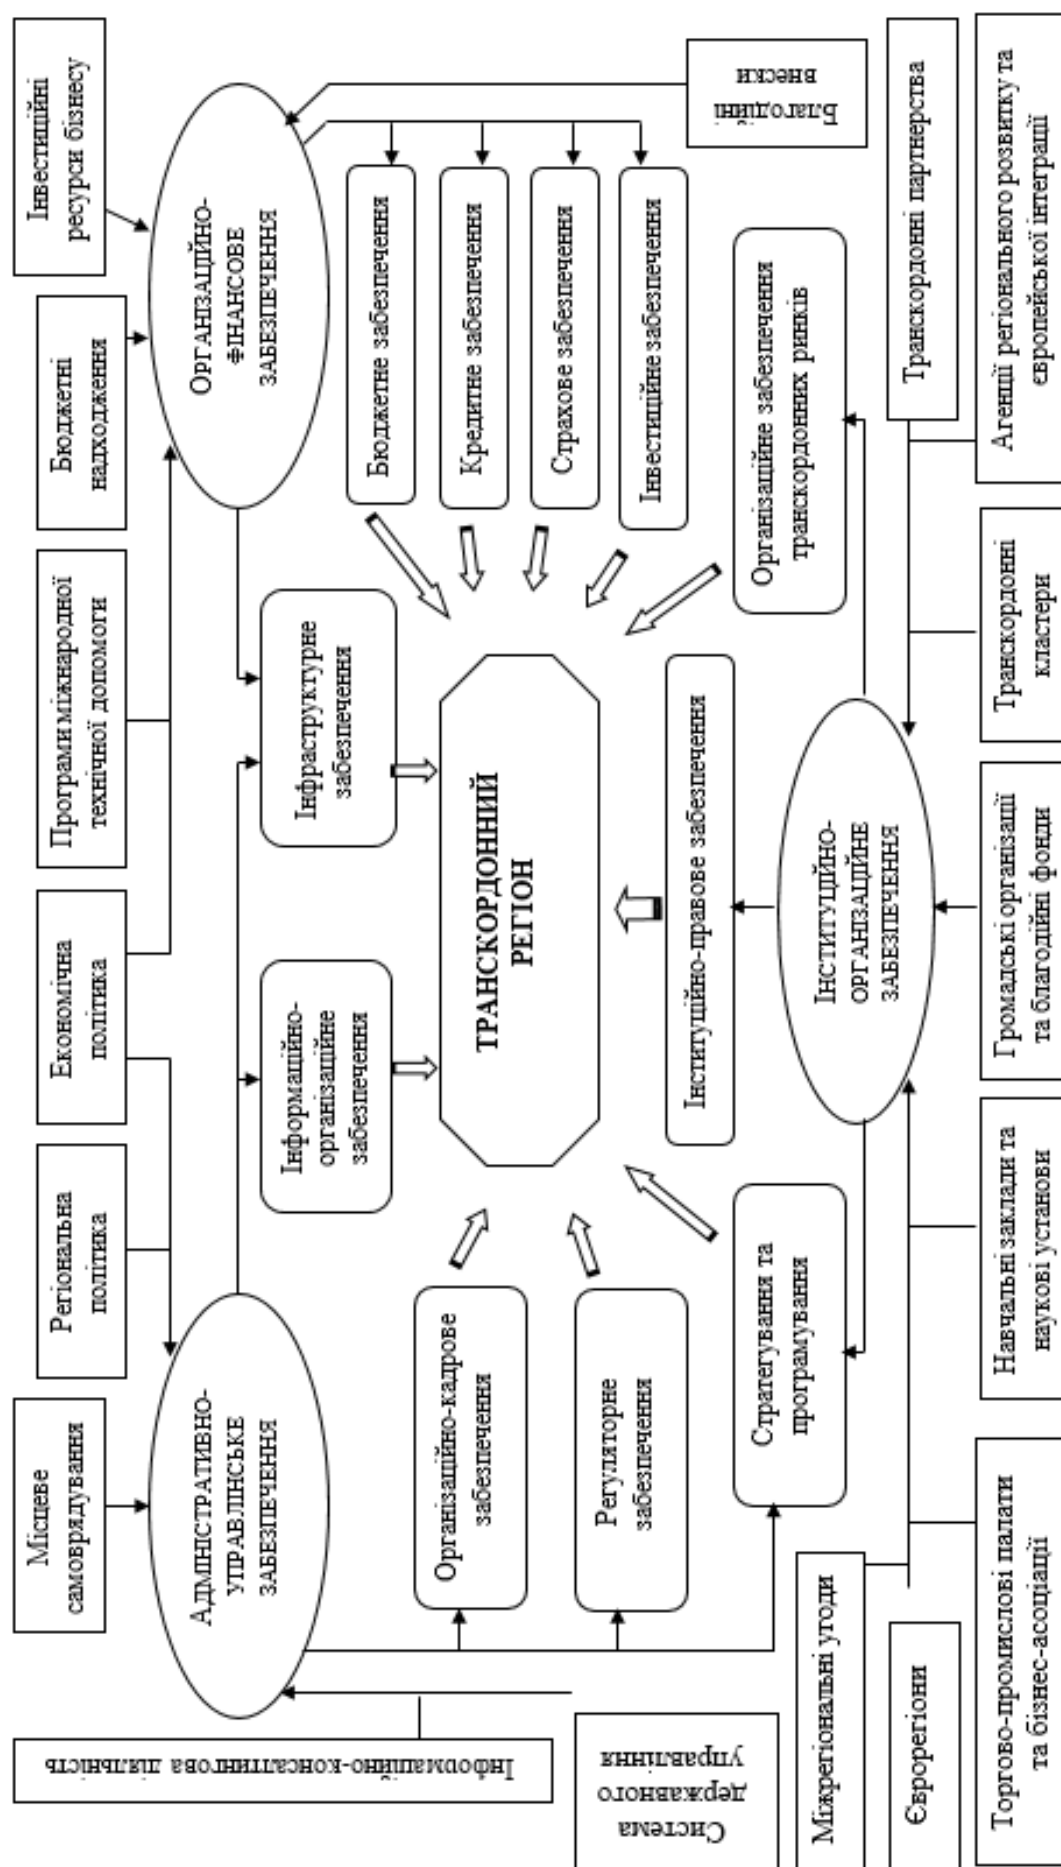 Інформаційно-консалтингова діяльність
Місцеве
самоврядування
Регіональна
політика
Економічна
політика
Програми міжнародної
технічної допомоги
Бюджетні
надходження
Інвестиційні
ресурси бізнесу
АДМІНІСТРАТИВНО-
УПРАВЛІНСЬКЕ
ЗАБЕЗПЕЧЕННЯ
ОРГАНІЗАЦІЙНО-
ФІНАНСОВЕ
ЗАБЕЗПЕЧЕННЯ
Інформаційно-
організаційне
забезпечення
Інфраструктурне
забезпечення
Організаційно-кадрове
забезпечення
Регуляторне
забезпечення
ТРАНСКОРДОННИЙ
РЕГІОН
Бюджетне забезпечення
Кредитне забезпечення
Страхове забезпечення
Інвестиційне забезпечення
Система
державного
управління
Благодійні
внески
Стратегування та
програмування
Інституційно-правове забезпечення
Організаційне забезпечення
транскордонних ринків
Міжрегіональні угоди
ІНСТИТУЦІЙНО-
ОРГАНІЗАЦІЙНЕ
ЗАБЕЗПЕЧЕННЯ
Єврорегіони
Транскордонні партнерства
Торгово-промислові палати
та бізнес-асоціації
Навчальні заклади та
наукові установи
Громадські організації
та благодійні фонди
Транскордонні
кластери
Агенції регіонального розвитку та
європейської інтеграції